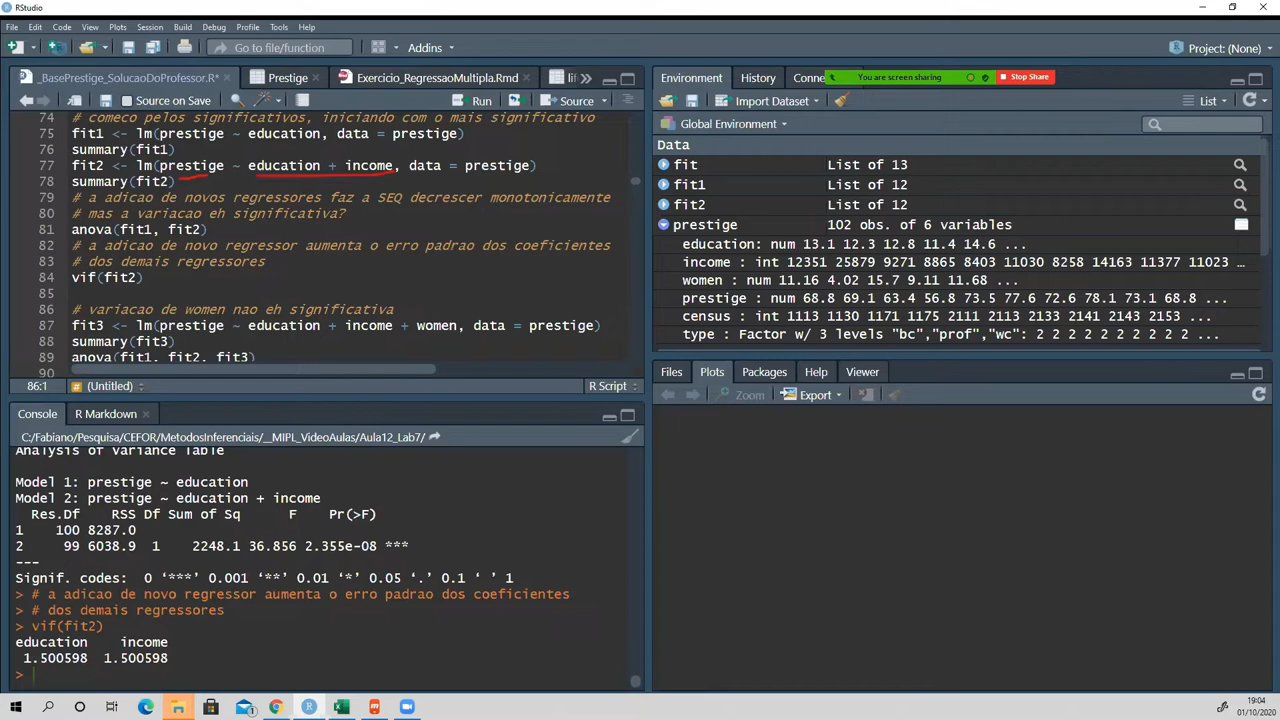 RStudio
File Edit Code View Plots Session Build Debug Profile Tools Help
Go to file/function Addins Project: (None)
_BasePrestige_SolucaoDoProfessor.R* Prestige Exercicio_RegressaoMultipla.Rmd
Source on Save Run Source
74 # comeco pelos significativos, iniciando com o mais significativo
75 fit1 <- lm(prestige ~ education, data = prestige)
76 summary(fit1)
77 fit2 <- lm(prestige ~ education + income, data = prestige)
78 summary(fit2)
79 # a adicao de novos regressores faz a SEQ decrescer monotonicamente
80 # mas a variacao eh significativa?
81 anova(fit1, fit2)
82 # a adicao de novo regressor aumenta o erro padrao dos coeficientes
83 # dos demais regressores
84 vif(fit2)
85
86 # variacao de women nao eh significativa
87 fit3 <- lm(prestige ~ education + income + women, data = prestige)
88 summary(fit3)
89 anova(fit1, fit2, fit3)
90
86:1 # (Untitled) R Script
Console R Markdown
C:/Fabiano/Pesquisa/CEFOR/MetodosInferenciais/__MIPL_VideoAulas/Aula12_Lab7/
Analysis of Variance Table
Model 1: prestige ~ education
Model 2: prestige ~ education + income
Res.Df RSS Df Sum of Sq F Pr(>F)
1 100 8287.0
2 99 6038.9 1 2248.1 36.856 2.355e-08 ***
---
Signif. codes: 0 ‘***’ 0.001 ‘**’ 0.01 ‘*’ 0.05 ‘.’ 0.1 ‘ ’ 1
> # a adicao de novo regressor aumenta o erro padrao dos coeficientes
> # dos demais regressores
> vif(fit2)
education income
1.500598 1.500598
>
Environment History Conne
You are screen sharing Stop Share
Import Dataset List
Global Environment
Data
fit List of 13
fit1 List of 12
fit2 List of 12
prestige 102 obs. of 6 variables
education: num 13.1 12.3 12.8 11.4 14.6 ...
income : int 12351 25879 9271 8865 8403 11030 8258 14163 11377 11023 …
women : num 11.16 4.02 15.7 9.11 11.68 ...
prestige : num 68.8 69.1 63.4 56.8 73.5 77.6 72.6 78.1 73.1 68.8 ...
census : int 1113 1130 1171 1175 2111 2113 2133 2141 2143 2153 ...
type : Factor w/ 3 levels "bc","prof","wc": 2 2 2 2 2 2 2 2 2 2 ...
Files Plots Packages Help Viewer
Zoom Export
19:04
01/10/2020